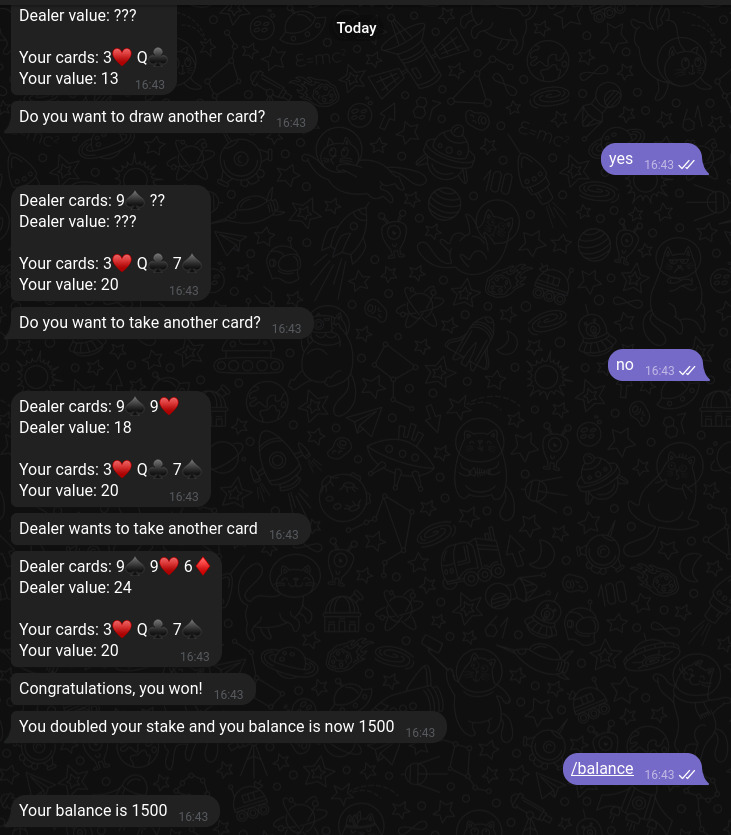 Dealer value: ???
Today
Your cards: 3♥️ Q♣️
Your value: 13 16:43
Do you want to draw another card? 16:43
yes 16:43
Dealer cards: 9♠️ ??
Dealer value: ???
Your cards: 3♥️ Q♣️ 7♠️
Your value: 20 16:43
Do you want to take another card? 16:43
no 16:43
Dealer cards: 9♠️ 9♥️
Dealer value: 18
Your cards: 3♥️ Q♣️ 7♠️
Your value: 20 16:43
Dealer wants to take another card 16:43
Dealer cards: 9♠️ 9♥️ 6♦️
Dealer value: 24
Your cards: 3♥️ Q♣️ 7♠️
Your value: 20 16:43
Congratulations, you won! 16:43
You doubled your stake and you balance is now 1500 16:43
/balance 16:43
Your balance is 1500 16:43